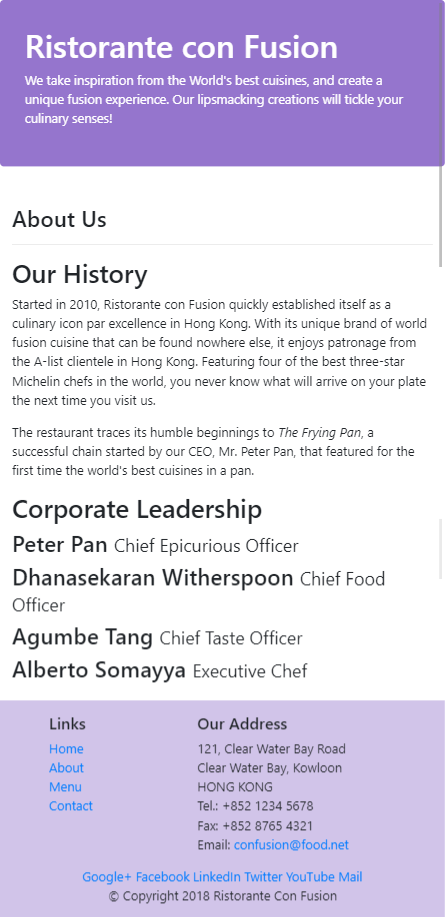 Ristorante con Fusion
We take inspiration from the World's best cuisines, and create a
unique fusion experience. Our lipsmacking creations will tickle your
culinary senses!
About Us
Our History
Started in 2010, Ristorante con Fusion quickly established itself as a
culinary icon par excellence in Hong Kong. With its unique brand of world
fusion cuisine that can be found nowhere else, it enjoys patronage from
the A-list clientele in Hong Kong. Featuring four of the best three-star
Michelin chefs in the world, you never know what will arrive on your plate
the next time you visit us.
The restaurant traces its humble beginnings to The Frying Pan, a
successful chain started by our CEO, Mr. Peter Pan, that featured for the
first time the world's best cuisines in a pan.
Corporate Leadership
Peter Pan Chief Epicurious Officer
Dhanasekaran Witherspoon Chief Food
Officer
Agumbe Tang Chief Taste Officer
Alberto Somayya Executive Chef
Links
Home
About
Menu
Contact
Our Address
121, Clear Water Bay Road
Clear Water Bay, Kowloon
HONG KONG
Tel.: +852 1234 5678
Fax: +852 8765 4321
Email: confusion@food.net
Google+ Facebook LinkedIn Twitter YouTube Mail
© Copyright 2018 Ristorante Con Fusion